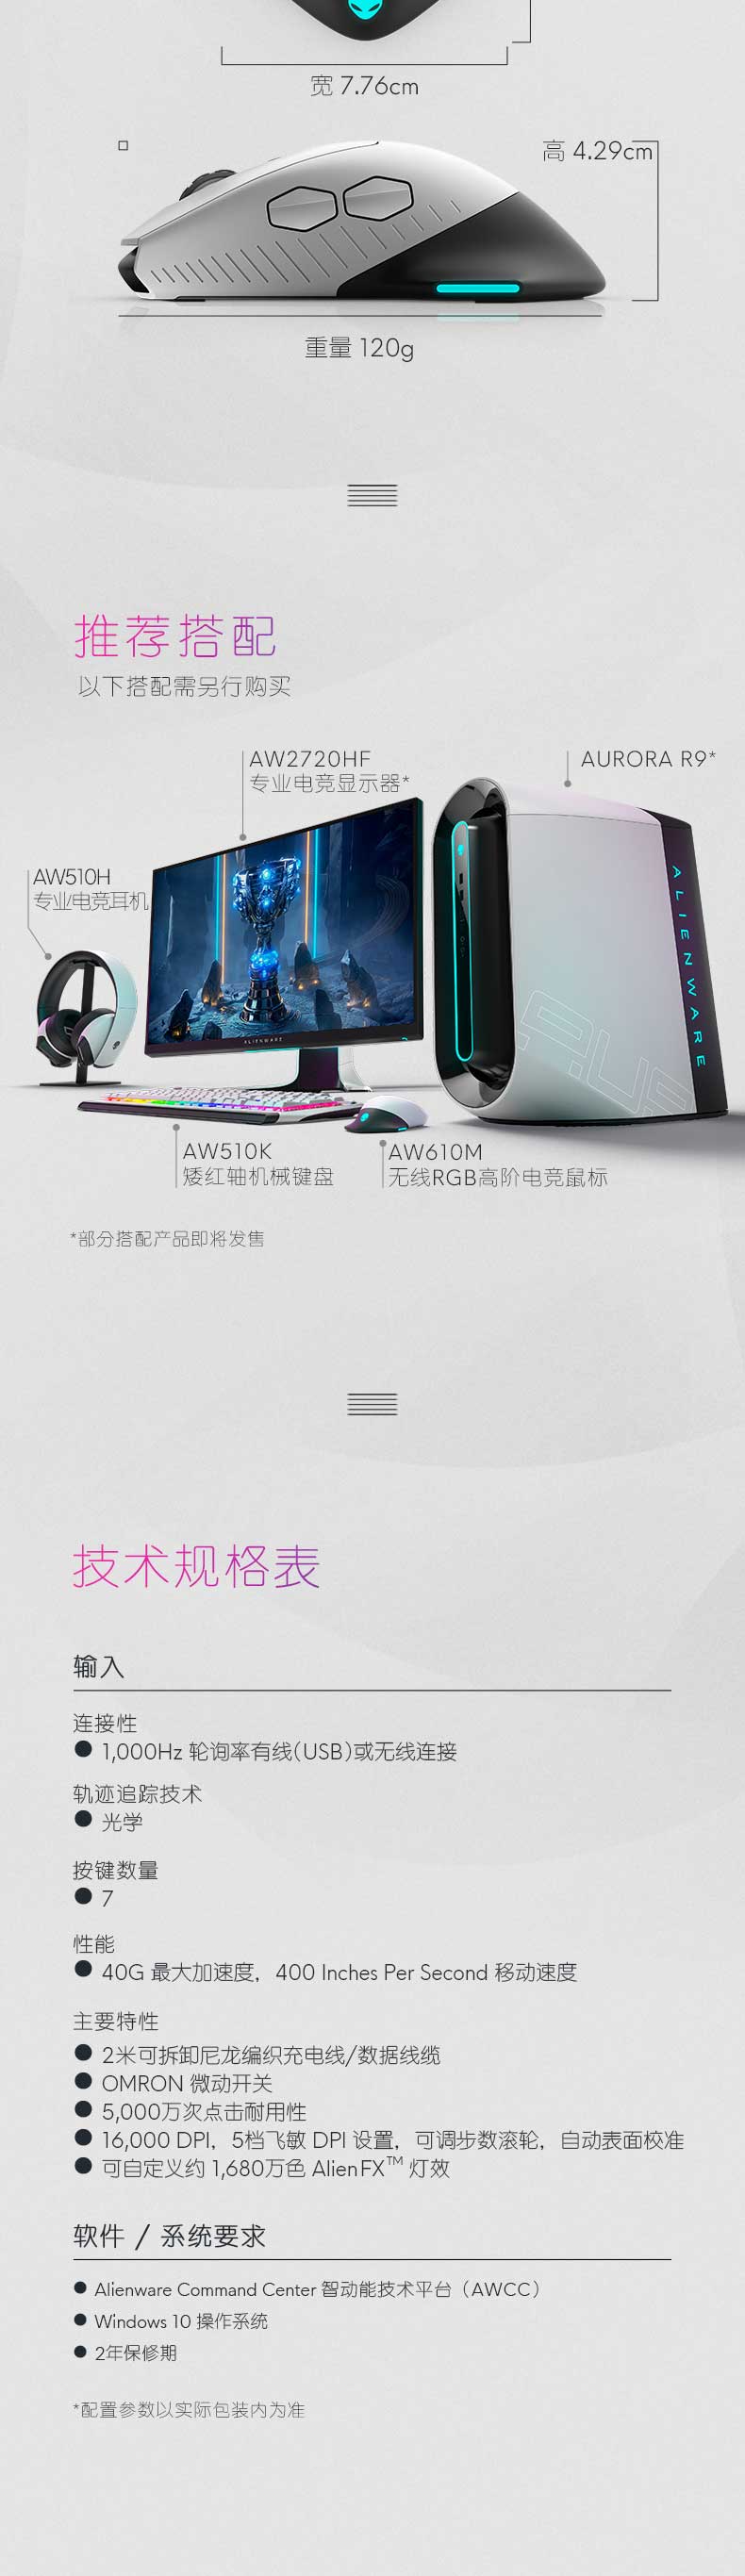 宽 7.76cm
高 4.29cm
重量 120g
推荐搭配
以下搭配需另行购买
AW2720HF
专业电竞显示器*
AURORA R9*
AW510H
专业电竞耳机
ALIENWARE
ALIENWARE
AW510K
矮红轴机械键盘
AW610M
无线RGB高阶电竞鼠标
*部分搭配产品即将发售
技术规格表
输入
连接性
● 1,000Hz 轮询率有线(USB)或无线连接
轨迹追踪技术
● 光学
按键数量
● 7
性能
● 40G 最大加速度，400 Inches Per Second 移动速度
主要特性
● 2米可拆卸尼龙编织充电线/数据线缆
● OMRON 微动开关
● 5,000万次点击耐用性
● 16,000 DPI，5档飞敏 DPI 设置，可调步数滚轮，自动表面校准
● 可自定义约 1,680万色 AlienFX™ 灯效
软件 / 系统要求
● Alienware Command Center 智动能技术平台（AWCC）
● Windows 10 操作系统
● 2年保修期
*配置参数以实际包装内为准